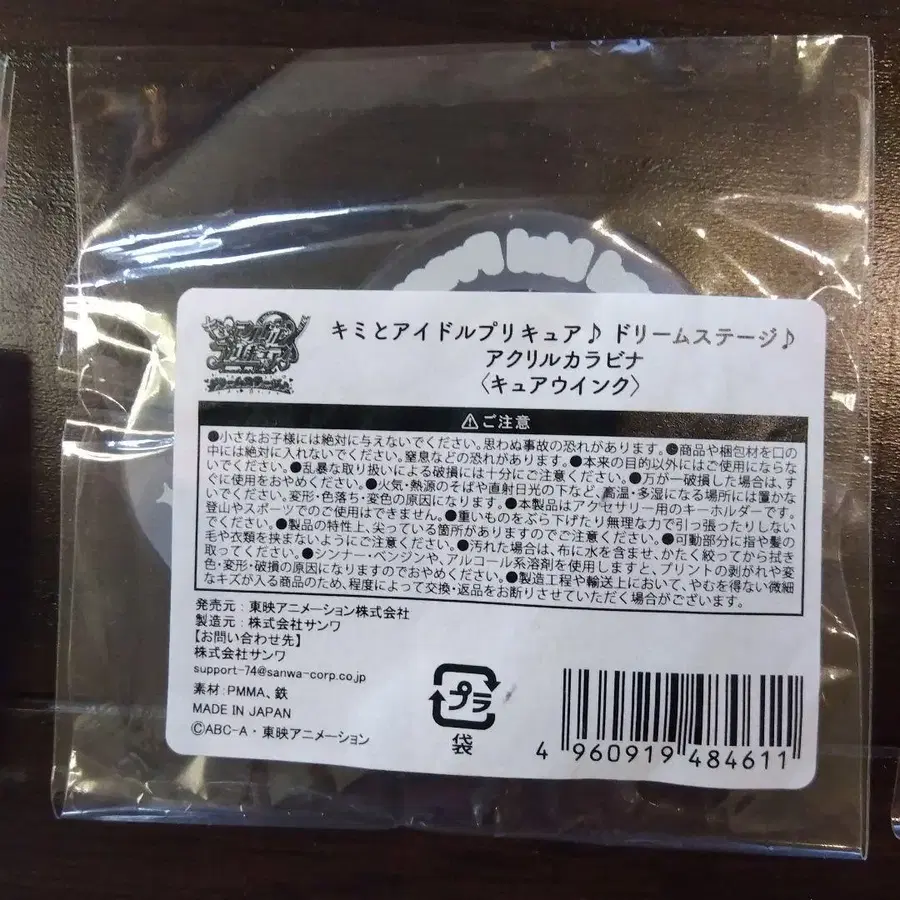 キミとアイドルプリキュア♪ ドリームステージ♪
アクリルカラビナ
〈キュアウインク〉
⚠ご注意
●小さなお子様には絶対に与えないでください。思わぬ事故の恐れがあります。●商品や梱包材を口の
中には絶対に入れないでください。窒息などの恐れがあります。●本来の目的以外にはご使用にならな
いでください。●乱暴な取り扱いによる破損には十分にご注意ください。●万が一破損した場合は、す
ぐに使用をおやめください。●火気・熱源のそばや直射日光の下など、高温・多湿になる場所には置かな
いでください。変形・色落ち・変色の原因になります。●本製品はアクセサリー用のキーホルダーです。
登山やスポーツでのご使用はできません。●重いものをぶら下げたり無理な力で引っ張ったりしない
でください。●製品の特性上、尖っている箇所がありますのでご注意ください。●可動部分に指や髪の
毛や衣類を挟まないようにご注意ください。●汚れた場合は、布に水を含ませ、かたく絞ってから拭き
取ってください。●シンナー・ベンジンや、アルコール系溶剤を使用しますと、プリントの剥がれや変
色・変形・破損の原因になりますのでおやめください。●製造工程や輸送上において、やむを得ない微細
なキズが入る商品のため、程度によって交換・返品をお断りさせていただく場合がございます。
発売元：東映アニメーション株式会社
製造元：株式会社サンワ
【お問い合わせ先】
株式会社サンワ
support-74@sanwa-corp.co.jp
素材：PMMA、鉄
MADE IN JAPAN
©ABC-A・東映アニメーション
プラ
袋
4 960919 484611